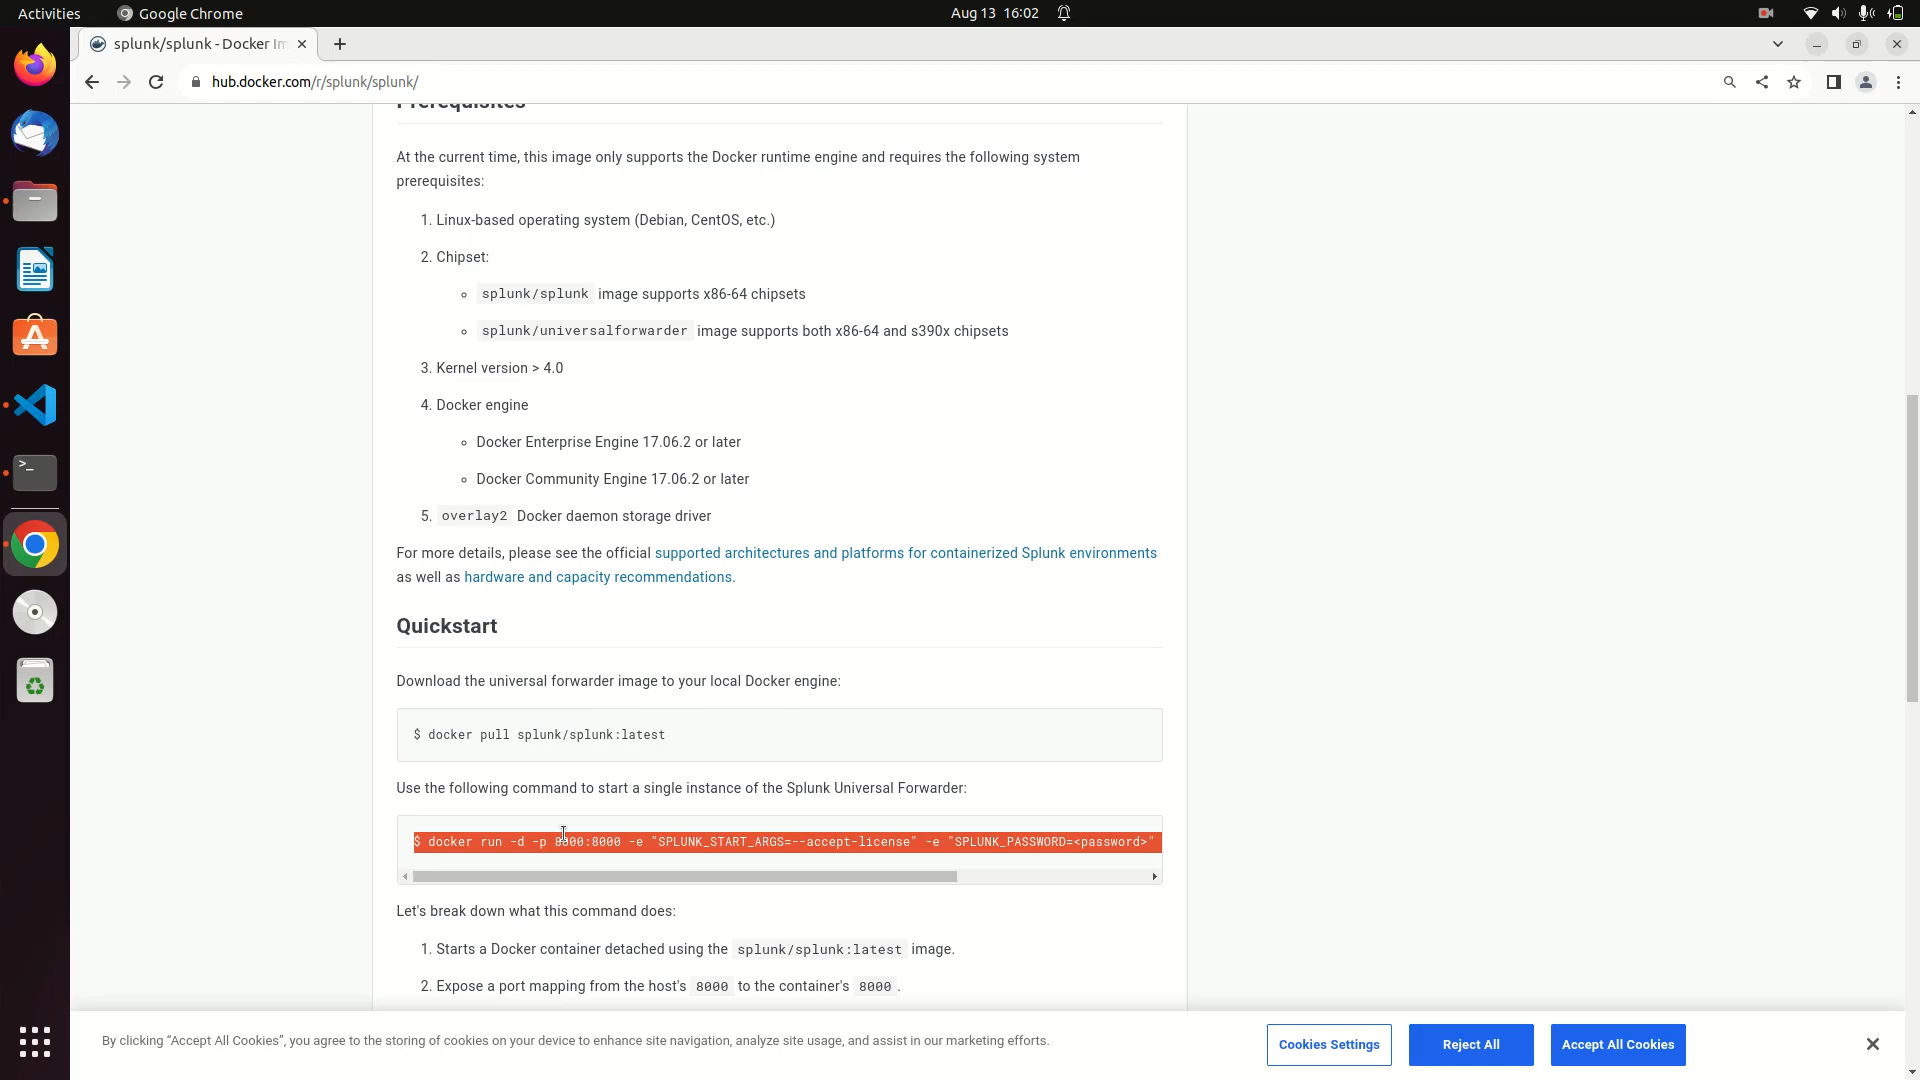 Activities
Google Chrome
Aug 13 16:02
splunk/splunk - Docker Im
hub.docker.com/r/splunk/splunk/
Prerequisites
At the current time, this image only supports the Docker runtime engine and requires the following system
prerequisites:
1. Linux-based operating system (Debian, CentOS, etc.)
2. Chipset:
splunk/splunk image supports x86-64 chipsets
splunk/universalforwarder image supports both x86-64 and s390x chipsets
3. Kernel version > 4.0
4. Docker engine
Docker Enterprise Engine 17.06.2 or later
Docker Community Engine 17.06.2 or later
5. overlay2 Docker daemon storage driver
For more details, please see the official supported architectures and platforms for containerized Splunk environments
as well as hardware and capacity recommendations.
Quickstart
Download the universal forwarder image to your local Docker engine:
$ docker pull splunk/splunk:latest
Use the following command to start a single instance of the Splunk Universal Forwarder:
$ docker run -d -p 8000:8000 -e "SPLUNK_START_ARGS=--accept-license" -e "SPLUNK_PASSWORD=<password>"
Let's break down what this command does:
1. Starts a Docker container detached using the splunk/splunk:latest image.
2. Expose a port mapping from the host's 8000 to the container's 8000.
By clicking “Accept All Cookies”, you agree to the storing of cookies on your device to enhance site navigation, analyze site usage, and assist in our marketing efforts.
Cookies Settings
Reject All
Accept All Cookies